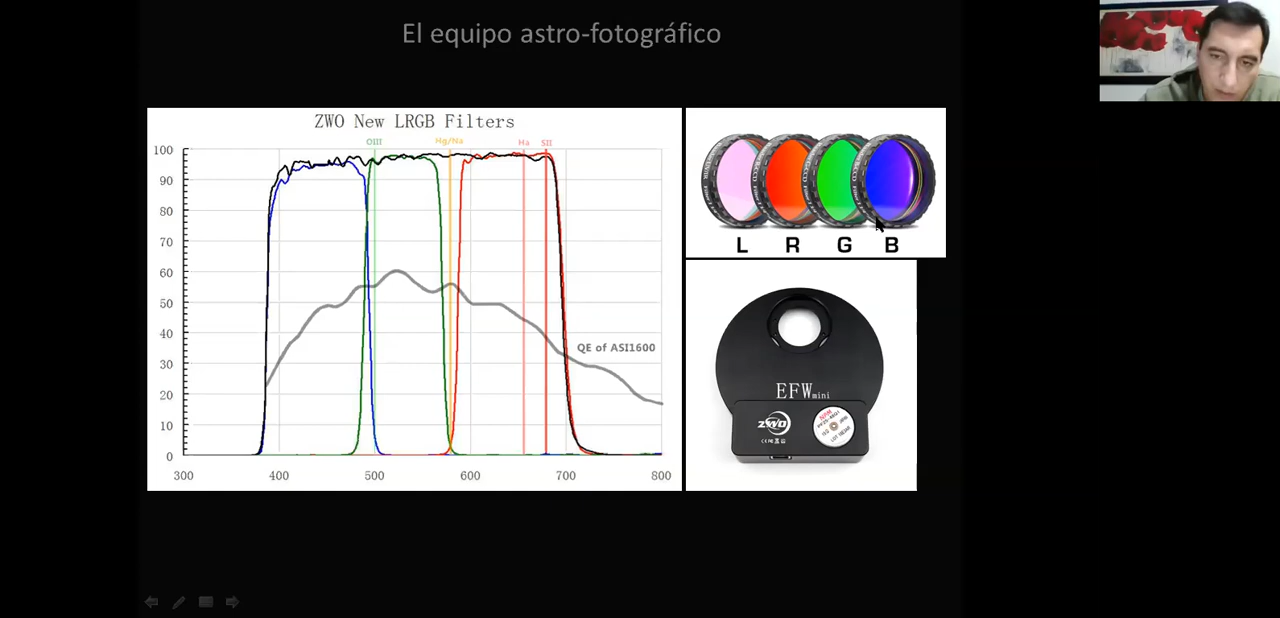 El equipo astro-fotográfico
ZWO New LRGB Filters
OIII Hg/Na Ha SII
100
90
80
70
60
50
40
30
20
10
0
QE of ASI1600
300 400 500 600 700 800
L R G B
EFWmini
ZWO
NPM